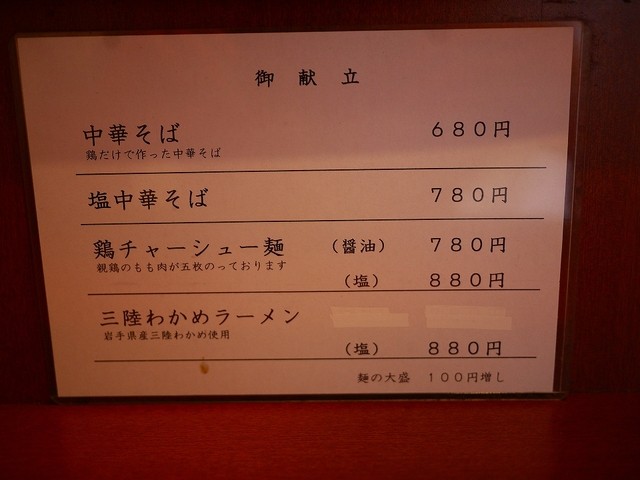 御献立
中華そば 680円
鶏だけで作った中華そば
塩中華そば 780円
鶏チャーシュー麺 (醤油) 780円
親鶏のもも肉が五枚のっております
(塩) 880円
三陸わかめラーメン
岩手県産三陸わかめ使用
(塩) 880円
麺の大盛 100円増し